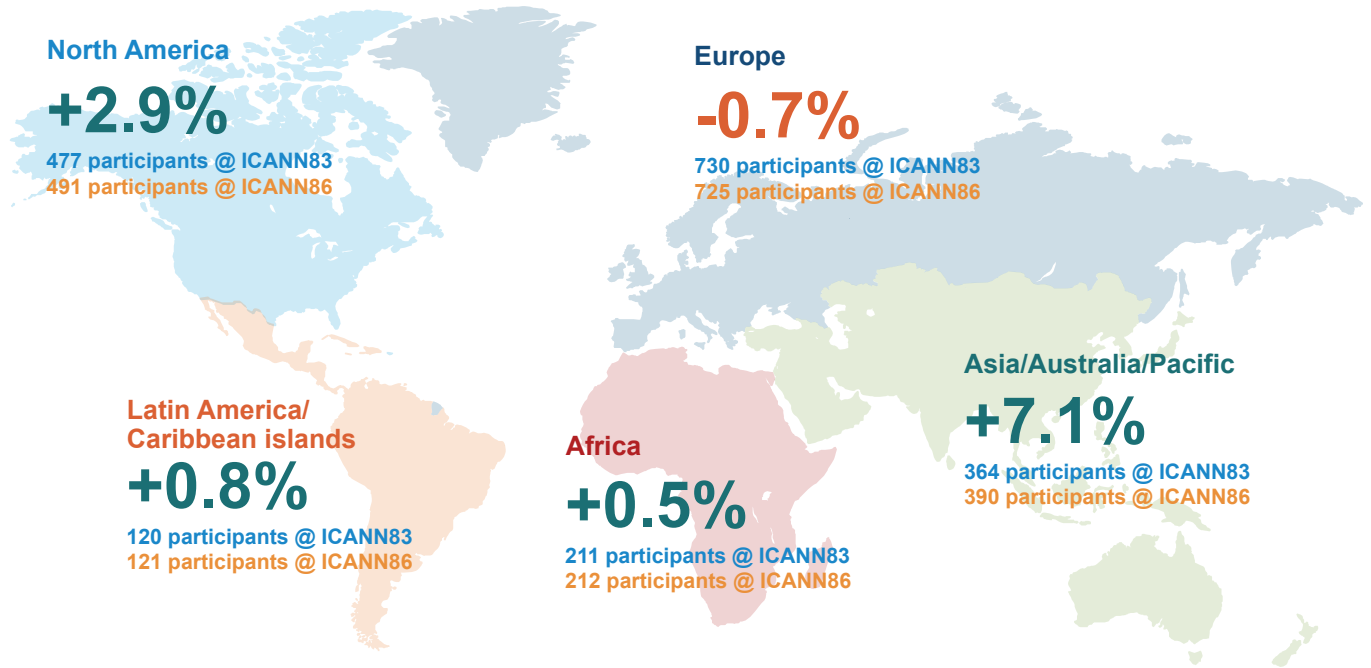 North America
+2.9%
477 participants @ ICANN83
491 participants @ ICANN86
Europe
-0.7%
730 participants @ ICANN83
725 participants @ ICANN86
Latin America/
Caribbean islands
+0.8%
120 participants @ ICANN83
121 participants @ ICANN86
Africa
+0.5%
211 participants @ ICANN83
212 participants @ ICANN86
Asia/Australia/Pacific
+7.1%
364 participants @ ICANN83
390 participants @ ICANN86